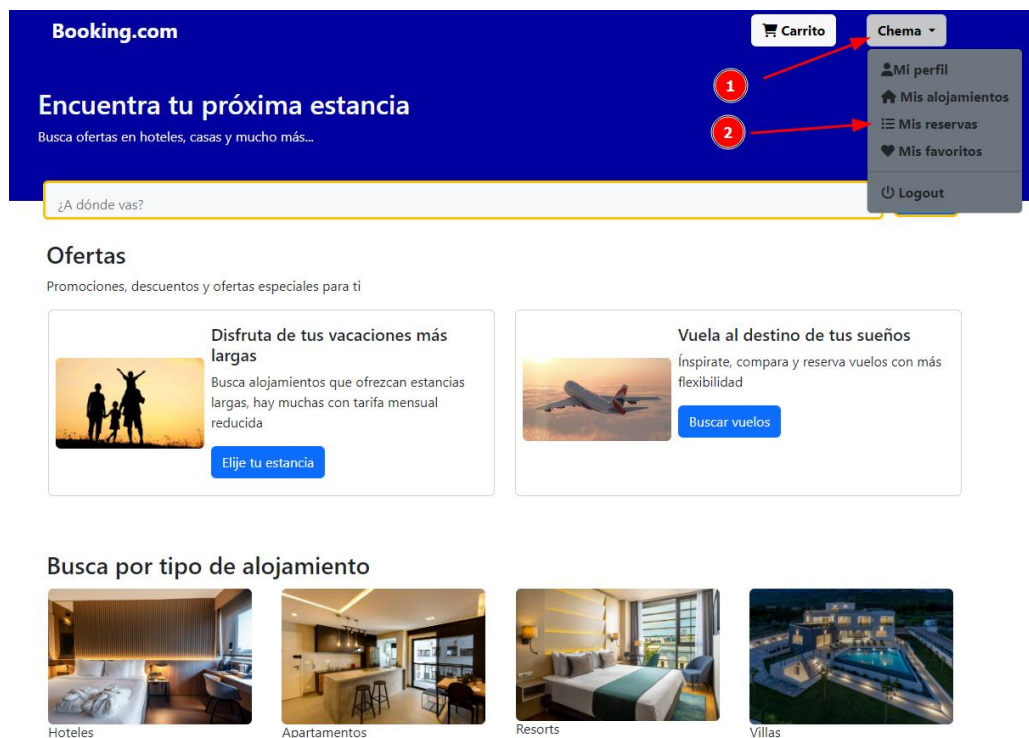 Booking.com
Carrito
Chema
1
Mi perfil
Mis alojamientos
2
Mis reservas
Mis favoritos
Logout
Encuentra tu próxima estancia
Busca ofertas en hoteles, casas y mucho más...
¿A dónde vas?
Ofertas
Promociones, descuentos y ofertas especiales para ti
Disfruta de tus vacaciones más
largas
Busca alojamientos que ofrezcan estancias
largas, hay muchas con tarifa mensual
reducida
Elije tu estancia
Vuela al destino de tus sueños
Ínspirate, compara y reserva vuelos con más
flexibilidad
Buscar vuelos
Busca por tipo de alojamiento
Hoteles
Apartamentos
Resorts
Villas